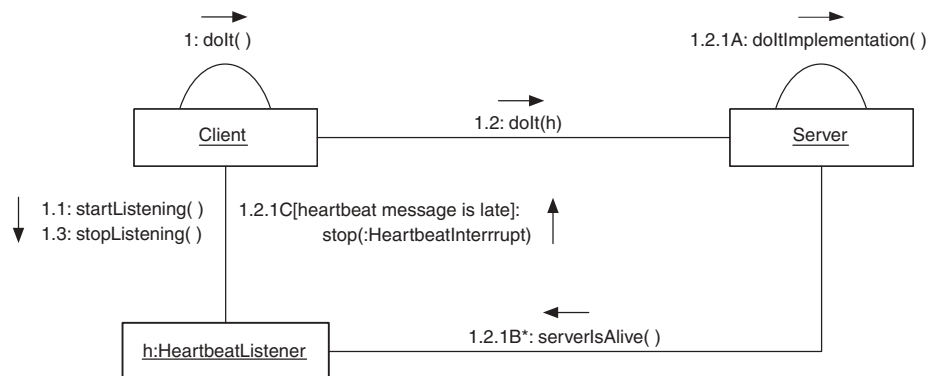 1: doIt( )
1.2.1A: doItImplementation( )
Client
1.2: doIt(h)
Server
1.1: startListening( )
1.3: stopListening( )
1.2.1C[heartbeat message is late]:
stop(:HeartbeatInterrrupt)
h:HeartbeatListener
1.2.1B*: serverIsAlive( )